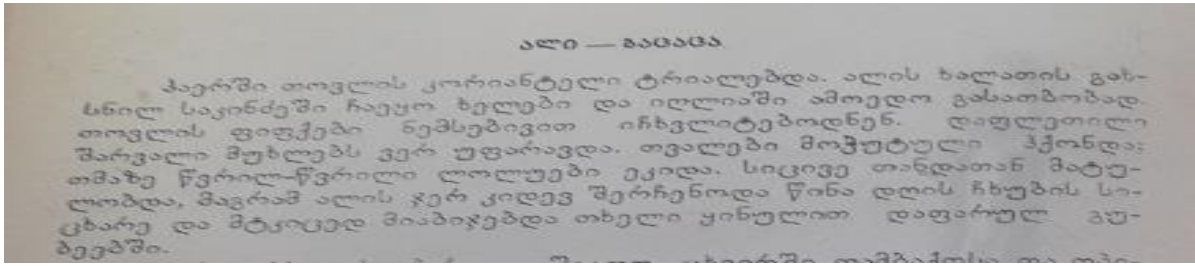 ალი — გაცაცა
ჰაერში თოვლის კორიანტელი ტრიალებდა. ალის ხალათის გახ-
სნილ საკინძეში ჩაეყო ხელები და იღლიაში ამოედო გასათბობად.
თოვლის ფიფქები ნემსებივით იჩხვლიტებოდნენ. დაფლეთილი
შარვალი მუხლებს ვერ უფარავდა. თვალები მოჭუტული ჰქონდა;
თმაზე წვრილ-წვრილი ლოლუები ეკიდა. სიცივე თანდათან მატუ-
ლობდა, მაგრამ ალის ჯერ კიდევ შერჩენოდა წინა დღის ჩხუბის სი-
ცხარე და მტკიცედ მიაბიჯებდა თხელი ყინულით დაფარულ გუ-
ბეებში.